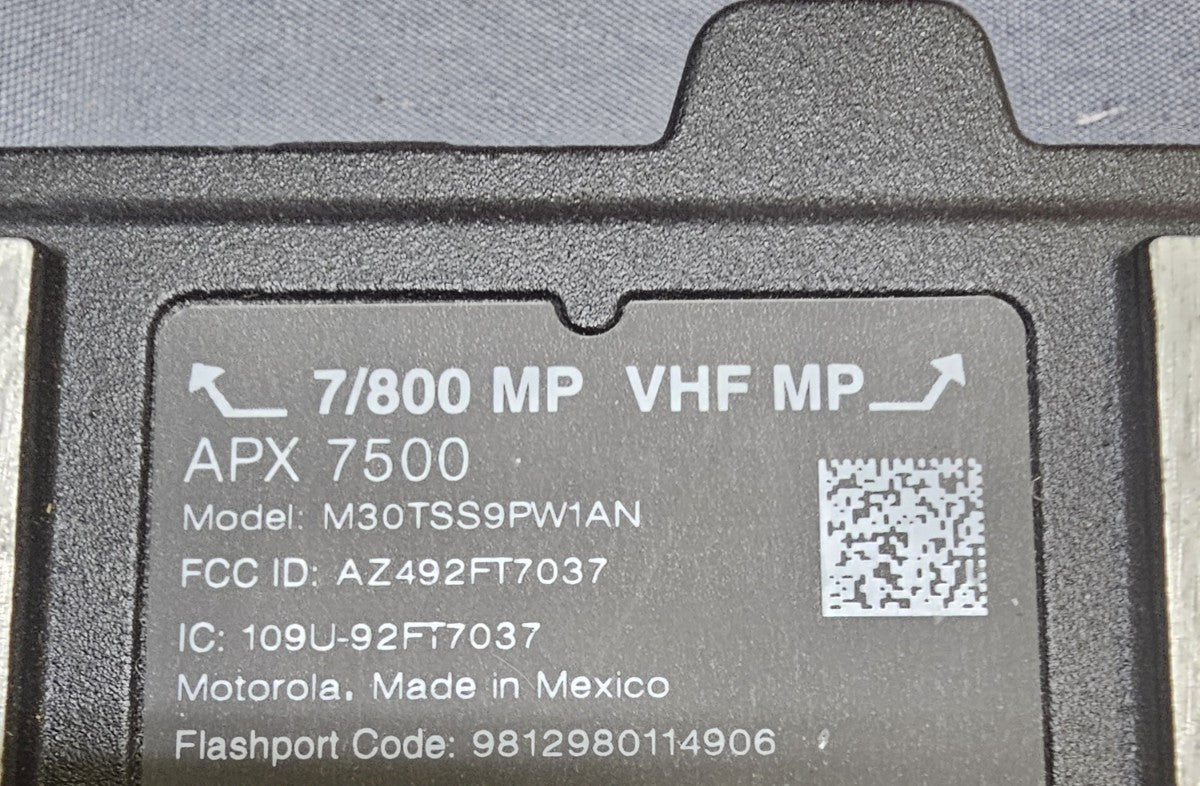 7/800 MP VHF MP
APX 7500
Model: M30TSS9PW1AN
FCC ID: AZ492FT7037
IC: 109U-92FT7037
Motorola, Made in Mexico
Flashport Code: 9812980114906